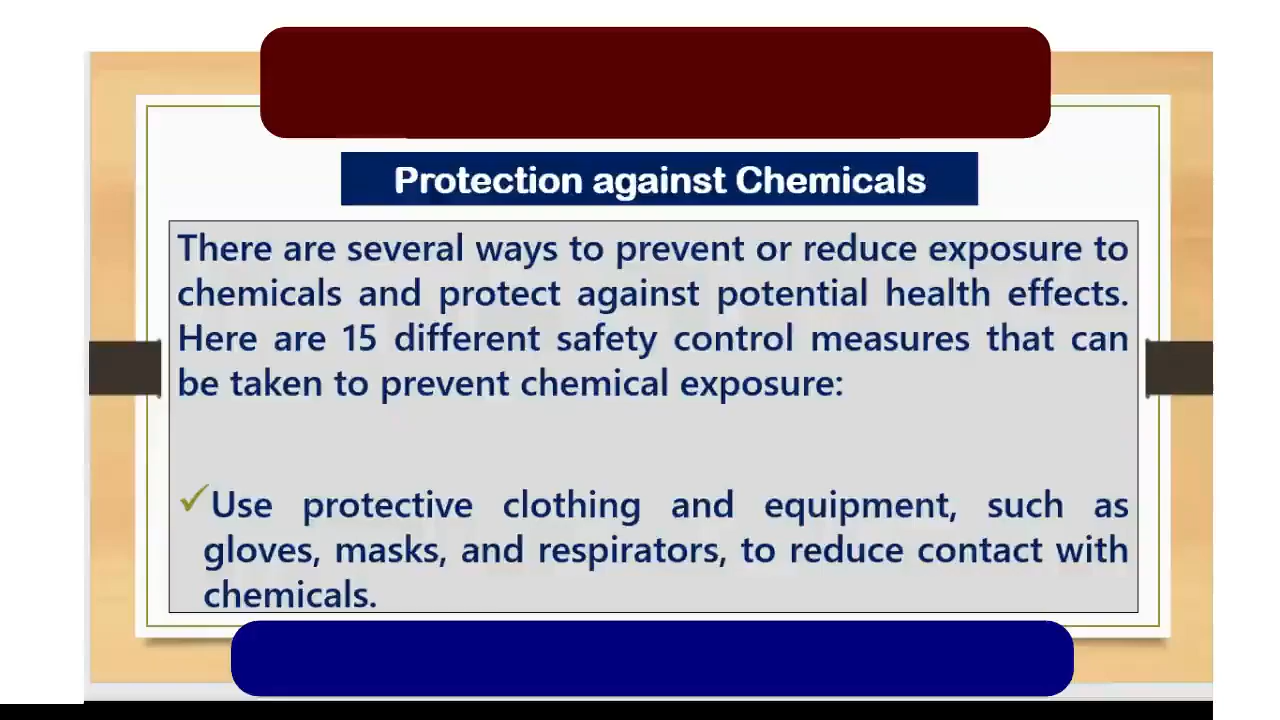 Protection against Chemicals
There are several ways to prevent or reduce exposure to
chemicals and protect against potential health effects.
Here are 15 different safety control measures that can
be taken to prevent chemical exposure:
✓Use protective clothing and equipment, such as
gloves, masks, and respirators, to reduce contact with
chemicals.